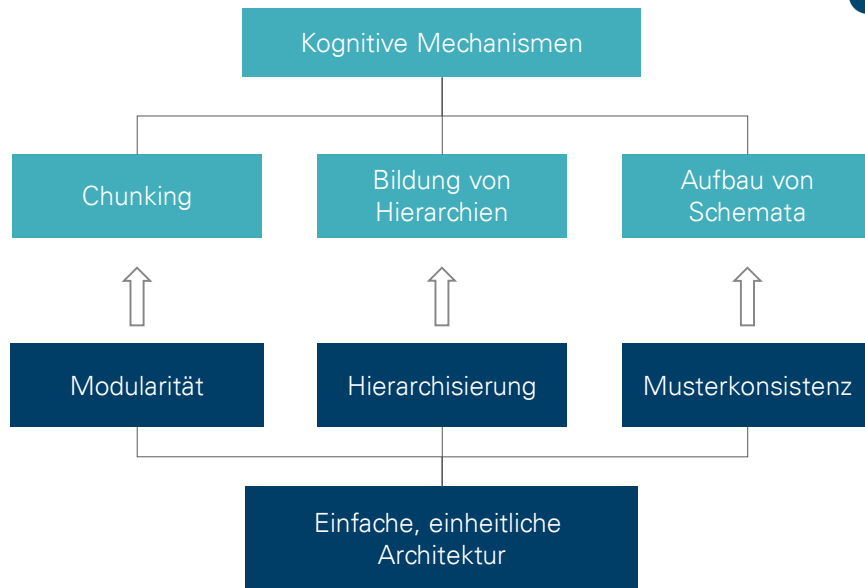 Kognitive Mechanismen
Chunking
Bildung von
Hierarchien
Aufbau von
Schemata
Modularität
Hierarchisierung
Musterkonsistenz
Einfache, einheitliche
Architektur